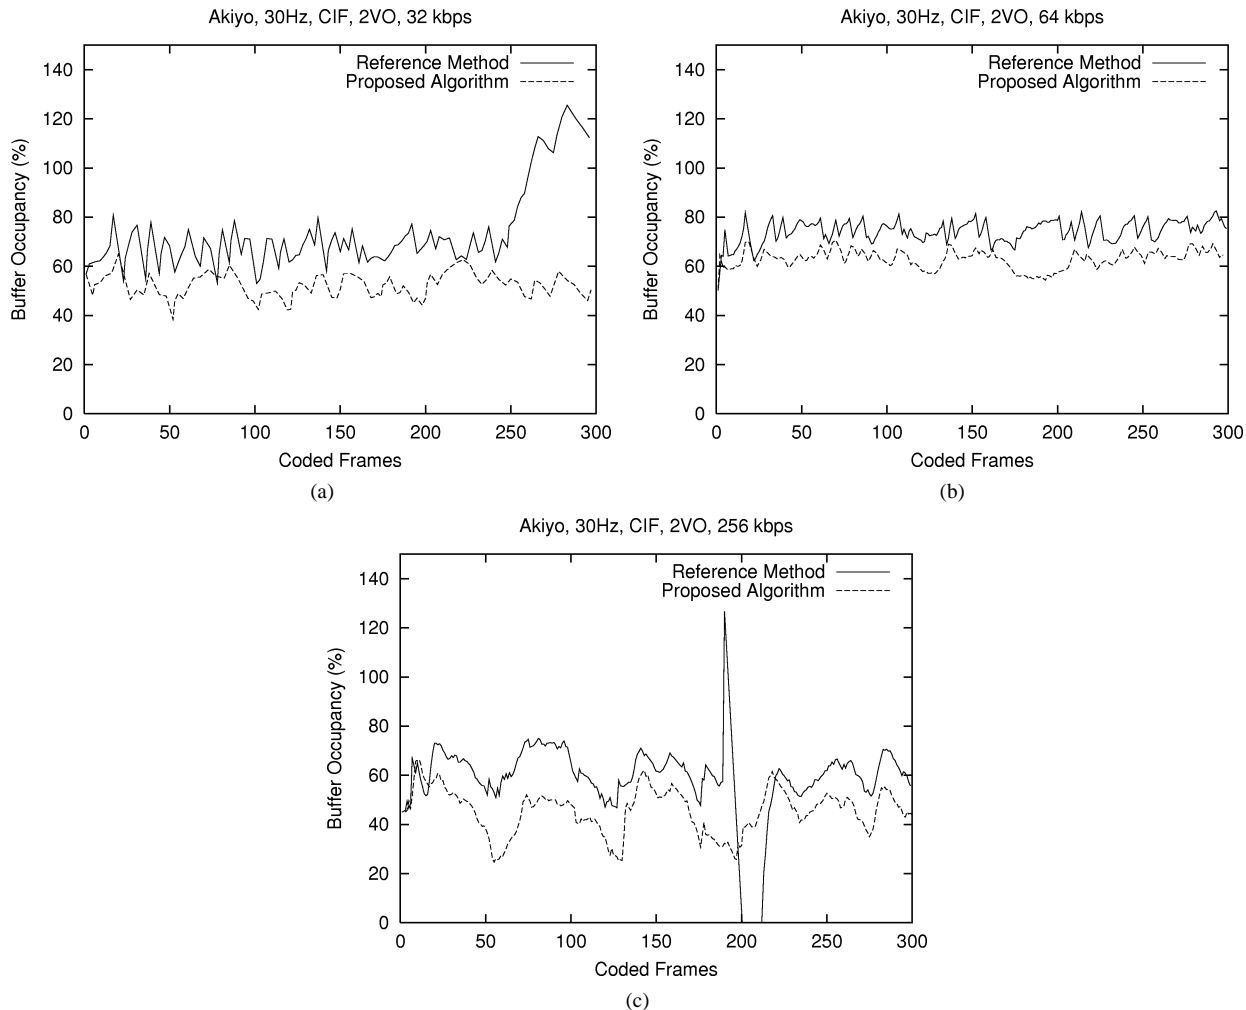 Akiyo, 30Hz, CIF, 2VO, 32 kbps
Reference Method
Proposed Algorithm
Buffer Occupancy (%)
140
120
100
80
60
40
20
0
0 50 100 150 200 250 300
Coded Frames
(a)
Akiyo, 30Hz, CIF, 2VO, 64 kbps
Reference Method
Proposed Algorithm
Buffer Occupancy (%)
140
120
100
80
60
40
20
0
0 50 100 150 200 250 300
Coded Frames
(b)
Akiyo, 30Hz, CIF, 2VO, 256 kbps
Reference Method
Proposed Algorithm
Buffer Occupancy (%)
140
120
100
80
60
40
20
0
0 50 100 150 200 250 300
Coded Frames
(c)